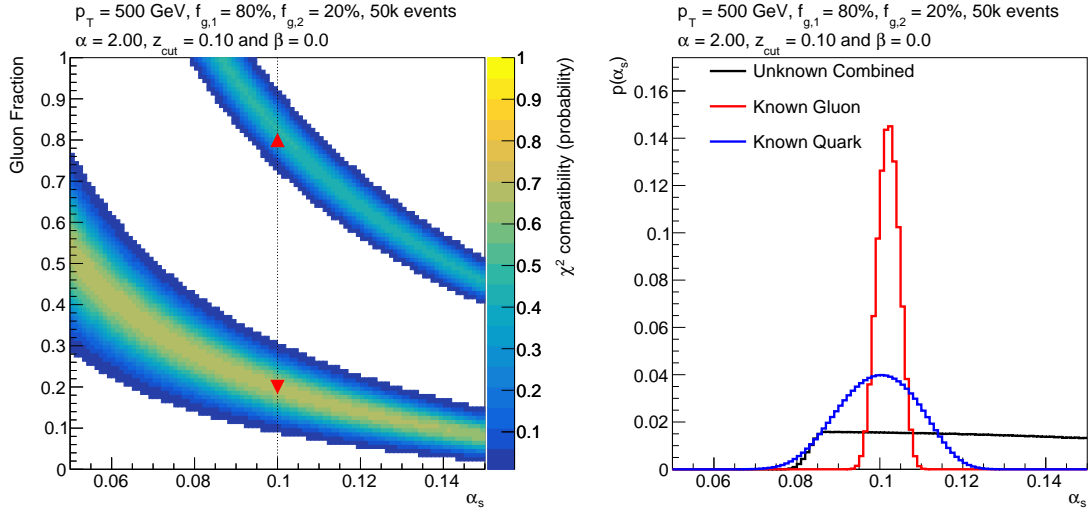 p_T = 500 GeV, f_g,1 = 80%, f_g,2 = 20%, 50k events
α = 2.00, z_cut = 0.10 and β = 0.0
Gluon Fraction
1
0.9
0.8
0.7
0.6
0.5
0.4
0.3
0.2
0.1
0
0.06 0.08 0.1 0.12 0.14
α_s
1
0.9
0.8
0.7
0.6
0.5
0.4
0.3
0.2
0.1
χ² compatibility (probability)
p_T = 500 GeV, f_g,1 = 80%, f_g,2 = 20%, 50k events
α = 2.00, z_cut = 0.10 and β = 0.0
p(α_s)
0.16
0.14
0.12
0.1
0.08
0.06
0.04
0.02
0
Unknown Combined
Known Gluon
Known Quark
0.06 0.08 0.1 0.12 0.14
α_s